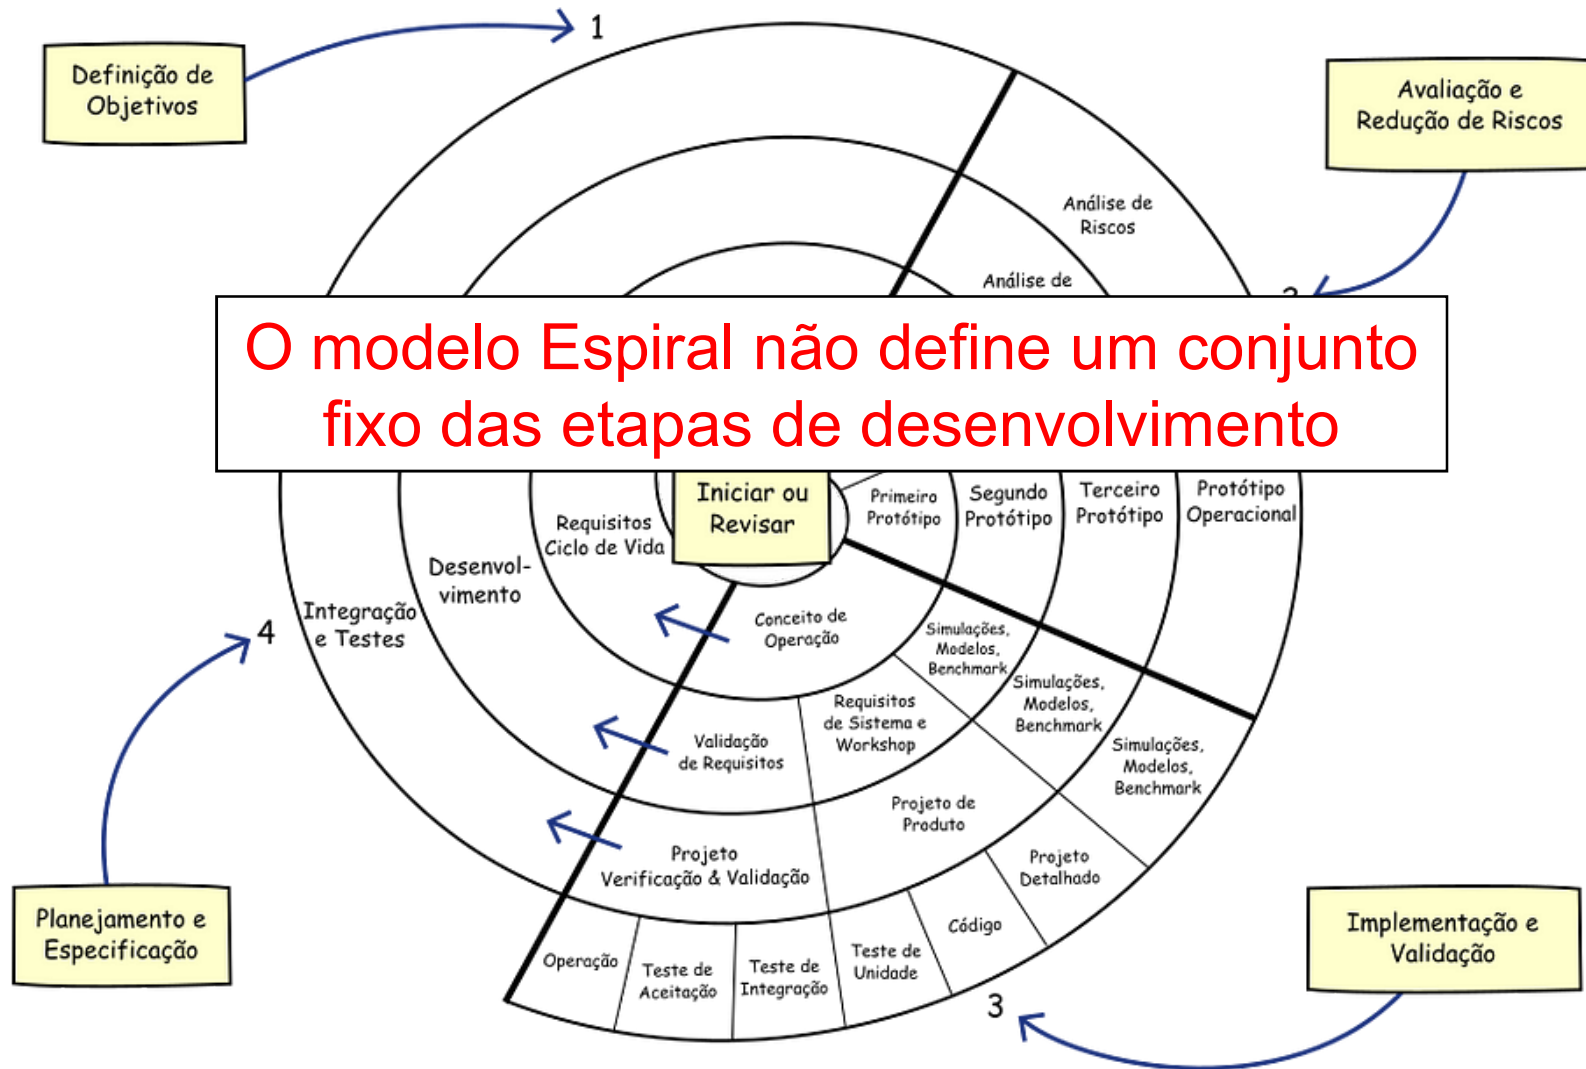 1
Definição de
Objetivos
Avaliação e
Redução de Riscos
Análise de
Riscos
Análise de
O modelo Espiral não define um conjunto
fixo das etapas de desenvolvimento
Iniciar ou
Revisar
Primeiro
Protótipo
Segundo
Protótipo
Terceiro
Protótipo
Protótipo
Operacional
Requisitos
Ciclo de Vida
Desenvol-
vimento
Integração
e Testes
4
Conceito de
Operação
Simulações,
Modelos,
Benchmark
Simulações,
Modelos,
Benchmark
Simulações,
Modelos,
Benchmark
Requisitos
de Sistema e
Workshop
Validação
de Requisitos
Projeto de
Produto
Projeto
Verificação & Validação
Projeto
Detalhado
Código
Teste de
Unidade
Teste de
Integração
Teste de
Aceitação
Operação
3
Planejamento e
Especificação
Implementação e
Validação